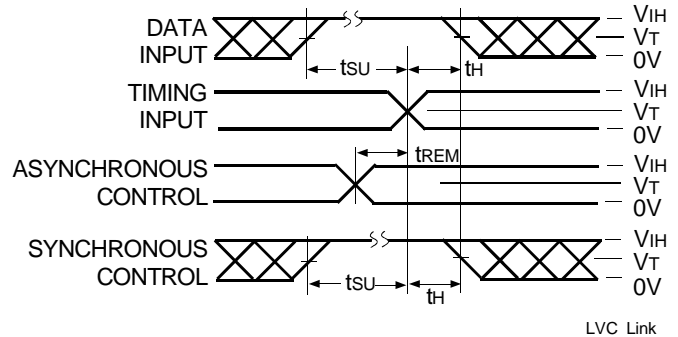 DATA
INPUT
VIH
VT
0V
tSU
tH
TIMING
INPUT
VIH
VT
0V
tREM
ASYNCHRONOUS
CONTROL
VIH
VT
0V
SYNCHRONOUS
CONTROL
VIH
VT
0V
tSU
tH
LVC Link